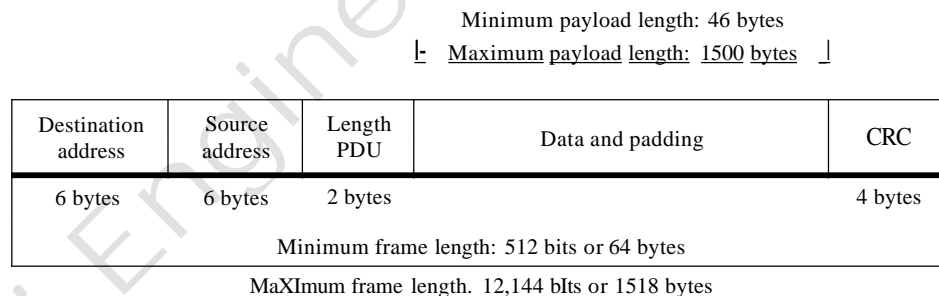 Minimum payload length: 46 bytes
|- Maximum payload length: 1500 bytes _|
Destination address
Source address
Length PDU
Data and padding
CRC
6 bytes
6 bytes
2 bytes
4 bytes
Minimum frame length: 512 bits or 64 bytes
MaXImum frame length. 12,144 bIts or 1518 bytes